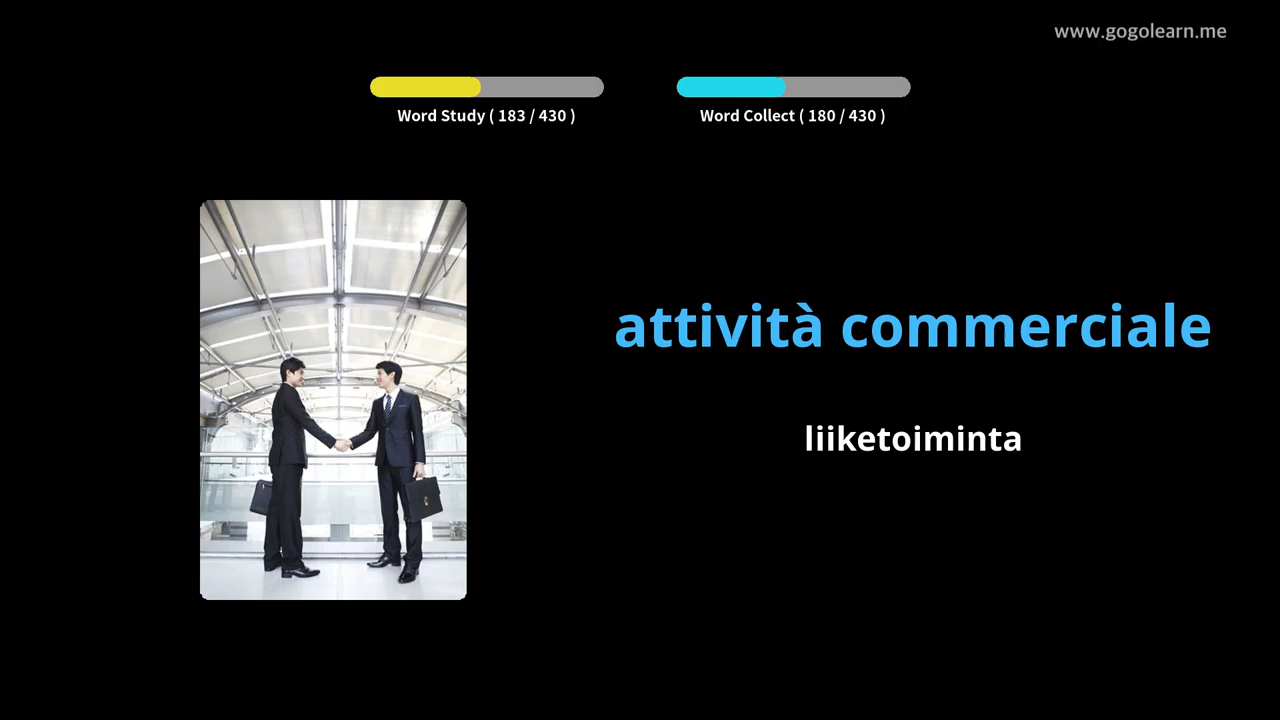 www.gogolearn.me
Word Study ( 183 / 430 )
Word Collect ( 180 / 430 )
attività commerciale
liiketoiminta